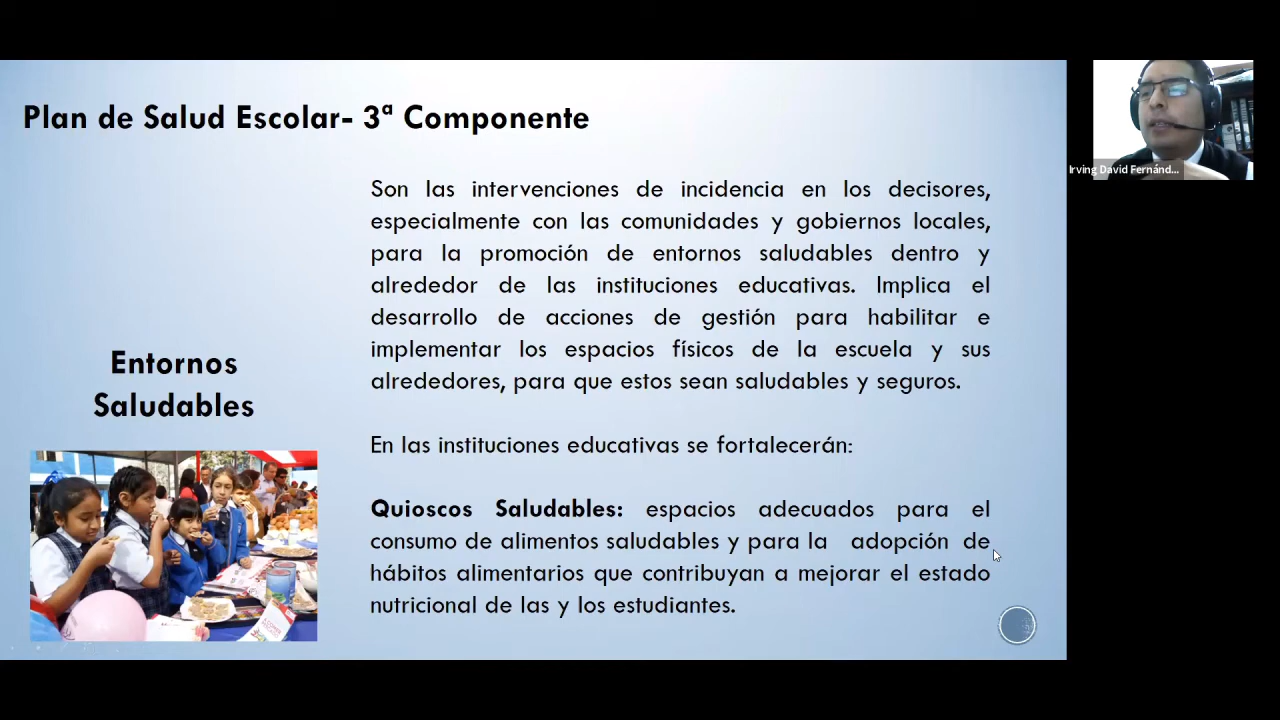 Plan de Salud Escolar- 3ª Componente
Son las intervenciones de incidencia en los decisores,
especialmente con las comunidades y gobiernos locales,
para la promoción de entornos saludables dentro y
alrededor de las instituciones educativas. Implica el
desarrollo de acciones de gestión para habilitar e
implementar los espacios físicos de la escuela y sus
alrededores, para que estos sean saludables y seguros.
Entornos
Saludables
En las instituciones educativas se fortalecerán:
Quioscos Saludables: espacios adecuados para el
consumo de alimentos saludables y para la adopción de
hábitos alimentarios que contribuyan a mejorar el estado
nutricional de las y los estudiantes.
Irving David Fernánd...